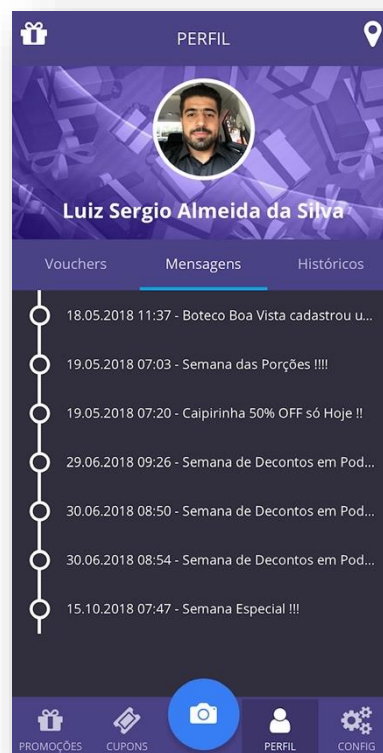 PERFIL
Luiz Sergio Almeida da Silva
Vouchers Mensagens Históricos
18.05.2018 11:37 - Boteco Boa Vista cadastrou u...
19.05.2018 07:03 - Semana das Porções !!!!
19.05.2018 07:20 - Caipirinha 50% OFF só Hoje !!
29.06.2018 09:26 - Semana de Decontos em Pod...
30.06.2018 08:50 - Semana de Decontos em Pod...
30.06.2018 08:54 - Semana de Decontos em Pod...
15.10.2018 07:47 - Semana Especial !!!
PROMOÇÕES CUPONS PERFIL CONFIG